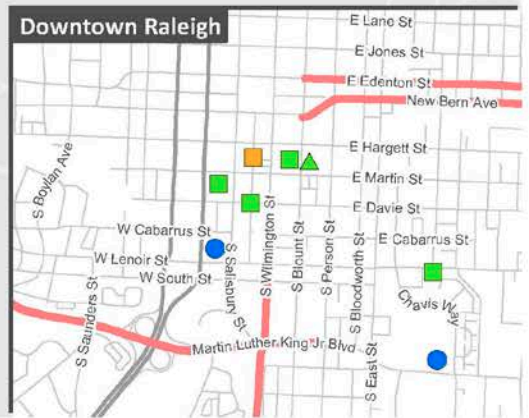 Downtown Raleigh
E Lane St
E Jones St
E Edenton St
New Bern Ave
E Hargett St
S Boylan Ave
E Martin St
E Davie St
W Cabarrus St
E Cabarrus St
W Lenoir St
W South St
S Saunders St
S Salisbury St
S Wilmington St
S Blount St
S Person St
S Bloodworth St
S East St
Chavis Way
Martin Luther King Jr Blvd